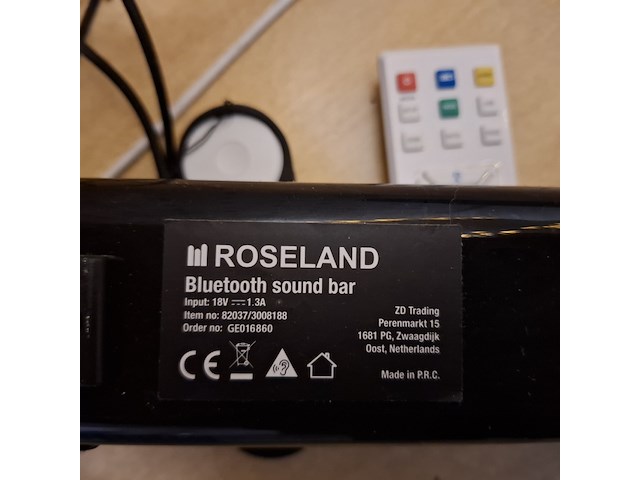 ROSELAND
Bluetooth sound bar
Input: 18V ⎓ 1.3A
Item no: 82037/3008188
Order no: GE016860
CE
ZD Trading
Perenmarkt 15
1681 PG, Zwaagdijk
Oost, Netherlands
Made in P.R.C.